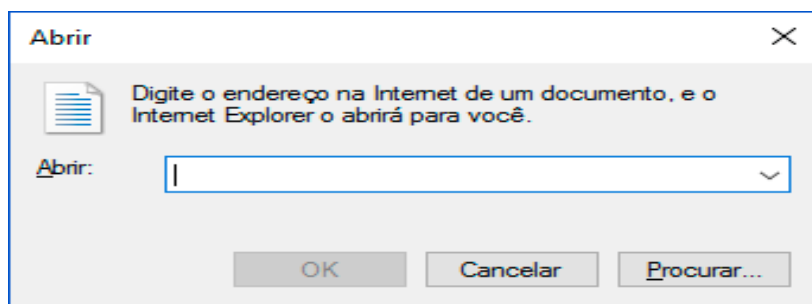 Abrir
Digite o endereço na Internet de um documento, e o
Internet Explorer o abrirá para você.
Abrir:
OK
Cancelar
Procurar...